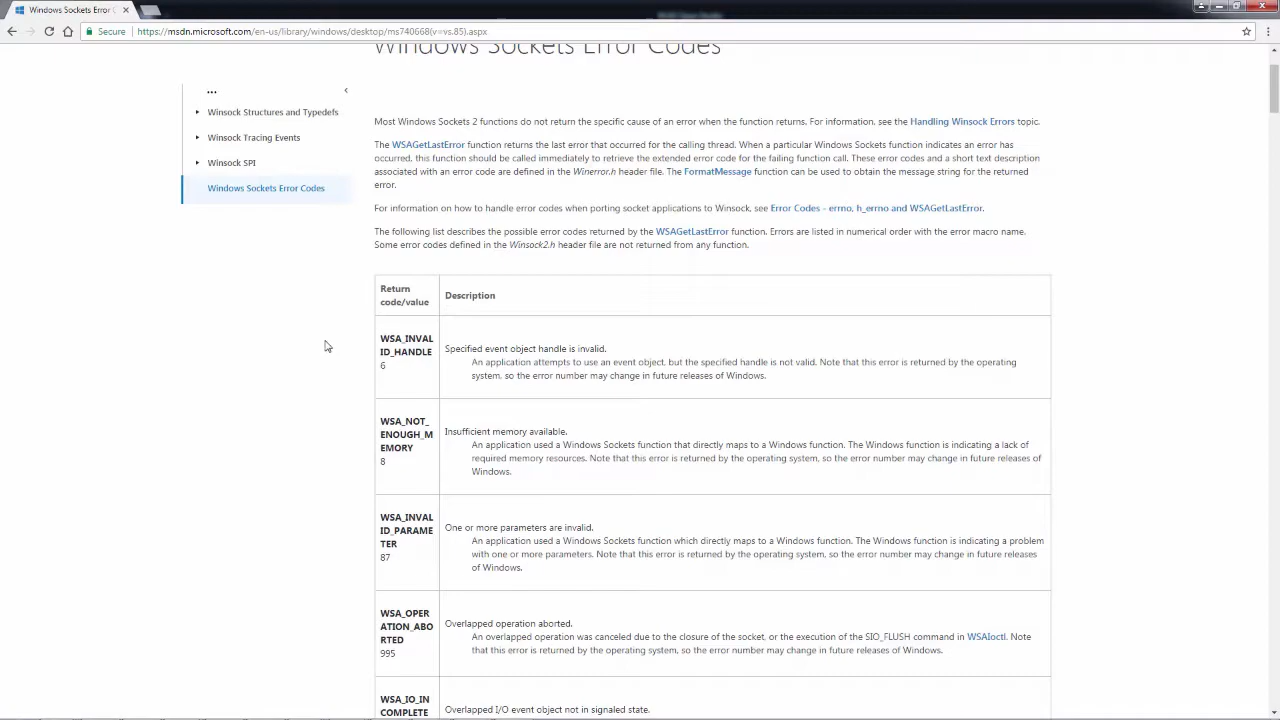 Windows Sockets Error C
Secure
https://msdn.microsoft.com/en-us/library/windows/desktop/ms740668(v=vs.85).aspx
Windows Sockets Error Codes
...
Winsock Structures and Typedefs
Winsock Tracing Events
Winsock SPI
Windows Sockets Error Codes
Most Windows Sockets 2 functions do not return the specific cause of an error when the function returns. For information, see the Handling Winsock Errors topic.
The WSAGetLastError function returns the last error that occurred for the calling thread. When a particular Windows Sockets function indicates an error has
occurred, this function should be called immediately to retrieve the extended error code for the failing function call. These error codes and a short text description
associated with an error code are defined in the Winerror.h header file. The FormatMessage function can be used to obtain the message string for the returned
error.
For information on how to handle error codes when porting socket applications to Winsock, see Error Codes - errno, h_errno and WSAGetLastError.
The following list describes the possible error codes returned by the WSAGetLastError function. Errors are listed in numerical order with the error macro name.
Some error codes defined in the Winsock2.h header file are not returned from any function.
Return
code/value
Description
WSA_INVAL
ID_HANDLE
6
Specified event object handle is invalid.
An application attempts to use an event object, but the specified handle is not valid. Note that this error is returned by the operating
system, so the error number may change in future releases of Windows.
WSA_NOT_
ENOUGH_M
EMORY
8
Insufficient memory available.
An application used a Windows Sockets function that directly maps to a Windows function. The Windows function is indicating a lack of
required memory resources. Note that this error is returned by the operating system, so the error number may change in future releases of
Windows.
WSA_INVAL
ID_PARAME
TER
87
One or more parameters are invalid.
An application used a Windows Sockets function which directly maps to a Windows function. The Windows function is indicating a problem
with one or more parameters. Note that this error is returned by the operating system, so the error number may change in future releases
of Windows.
WSA_OPER
ATION_ABO
RTED
995
Overlapped operation aborted.
An overlapped operation was canceled due to the closure of the socket, or the execution of the SIO_FLUSH command in WSAIoctl. Note
that this error is returned by the operating system, so the error number may change in future releases of Windows.
WSA_IO_IN
COMPLETE
Overlapped I/O event object not in signaled state.